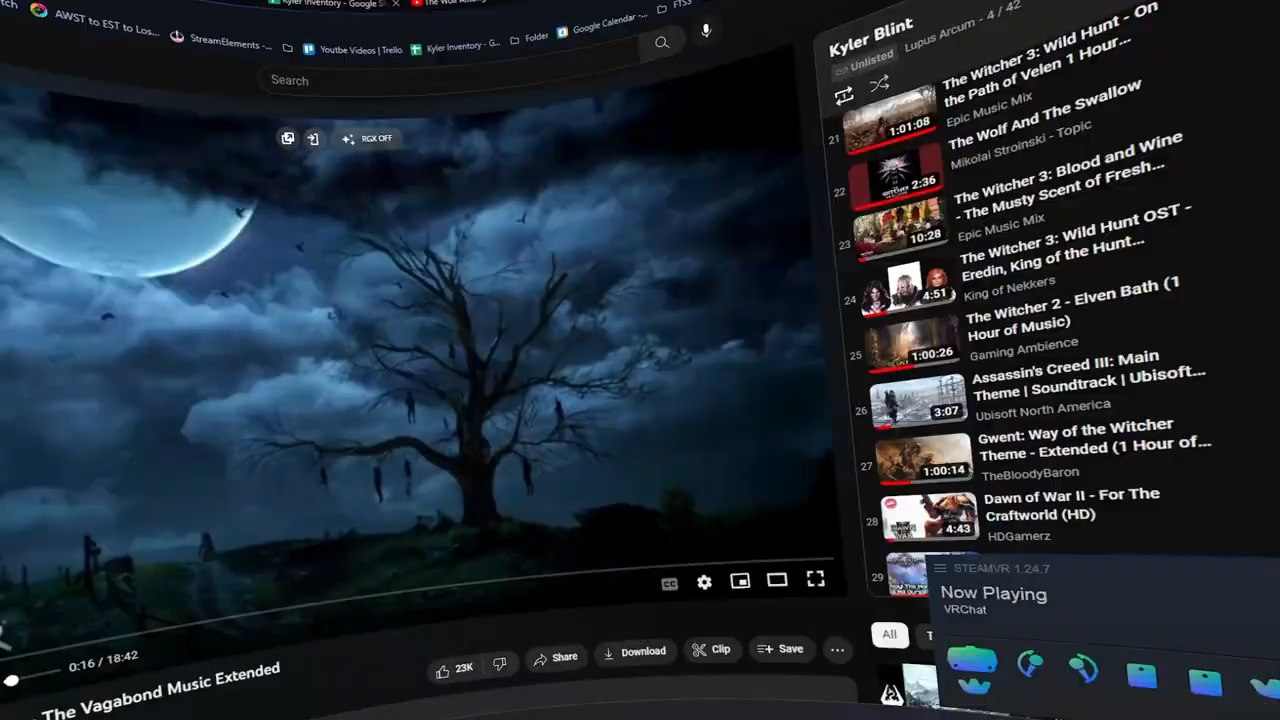 Kyler Inventory - Google S
AWST to EST to Los...
StreamElements -...
Youtbe Videos | Trello
Kyler Inventory - G...
Folder
Google Calendar -...
FTSS
Search
RGX OFF
0:16 / 18:42
The Vagabond Music Extended
23K
Share
Download
Clip
Save
Kyler Blint
Unlisted
Lupus Arcum - 4 / 42
21
1:01:08
The Witcher 3: Wild Hunt - On
the Path of Velen 1 Hour...
Epic Music Mix
22
2:36
The Wolf And The Swallow
Mikolai Stroinski - Topic
23
10:28
The Witcher 3: Blood and Wine
- The Musty Scent of Fresh...
Epic Music Mix
24
4:51
The Witcher 3: Wild Hunt OST -
Eredin, King of the Hunt...
King of Nekkers
25
1:00:26
The Witcher 2 - Elven Bath (1
Hour of Music)
Gaming Ambience
26
3:07
Assassin's Creed III: Main
Theme | Soundtrack | Ubisoft...
Ubisoft North America
27
1:00:14
Gwent: Way of the Witcher
Theme - Extended (1 Hour of...
TheBloodyBaron
28
4:43
Dawn of War II - For The
Craftworld (HD)
HDGamerz
29
All
STEAMVR 1.24.7
Now Playing
VRChat